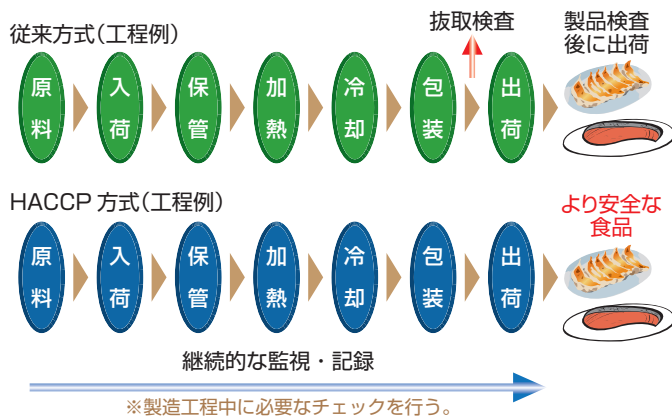 従来方式（工程例）
抜取検査
製品検査
後に出荷
原料 入荷 保管 加熱 冷却 包装 出荷
HACCP 方式（工程例）
より安全な
食品
原料 入荷 保管 加熱 冷却 包装 出荷
継続的な監視・記録
※製造工程中に必要なチェックを行う。